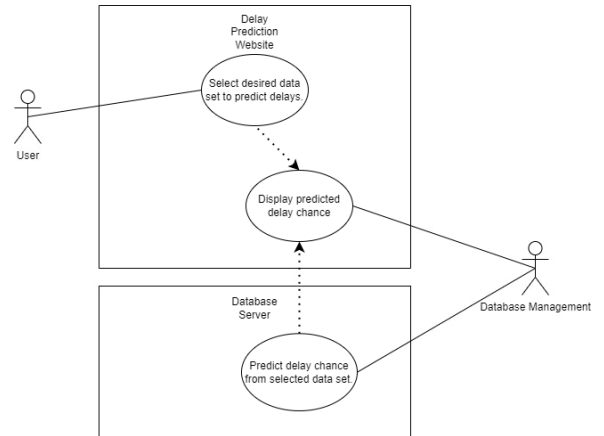 Delay
Prediction
Website
Select desired data
set to predict delays.
User
Display predicted
delay chance
Database Management
Database
Server
Predict delay chance
from selected data set.